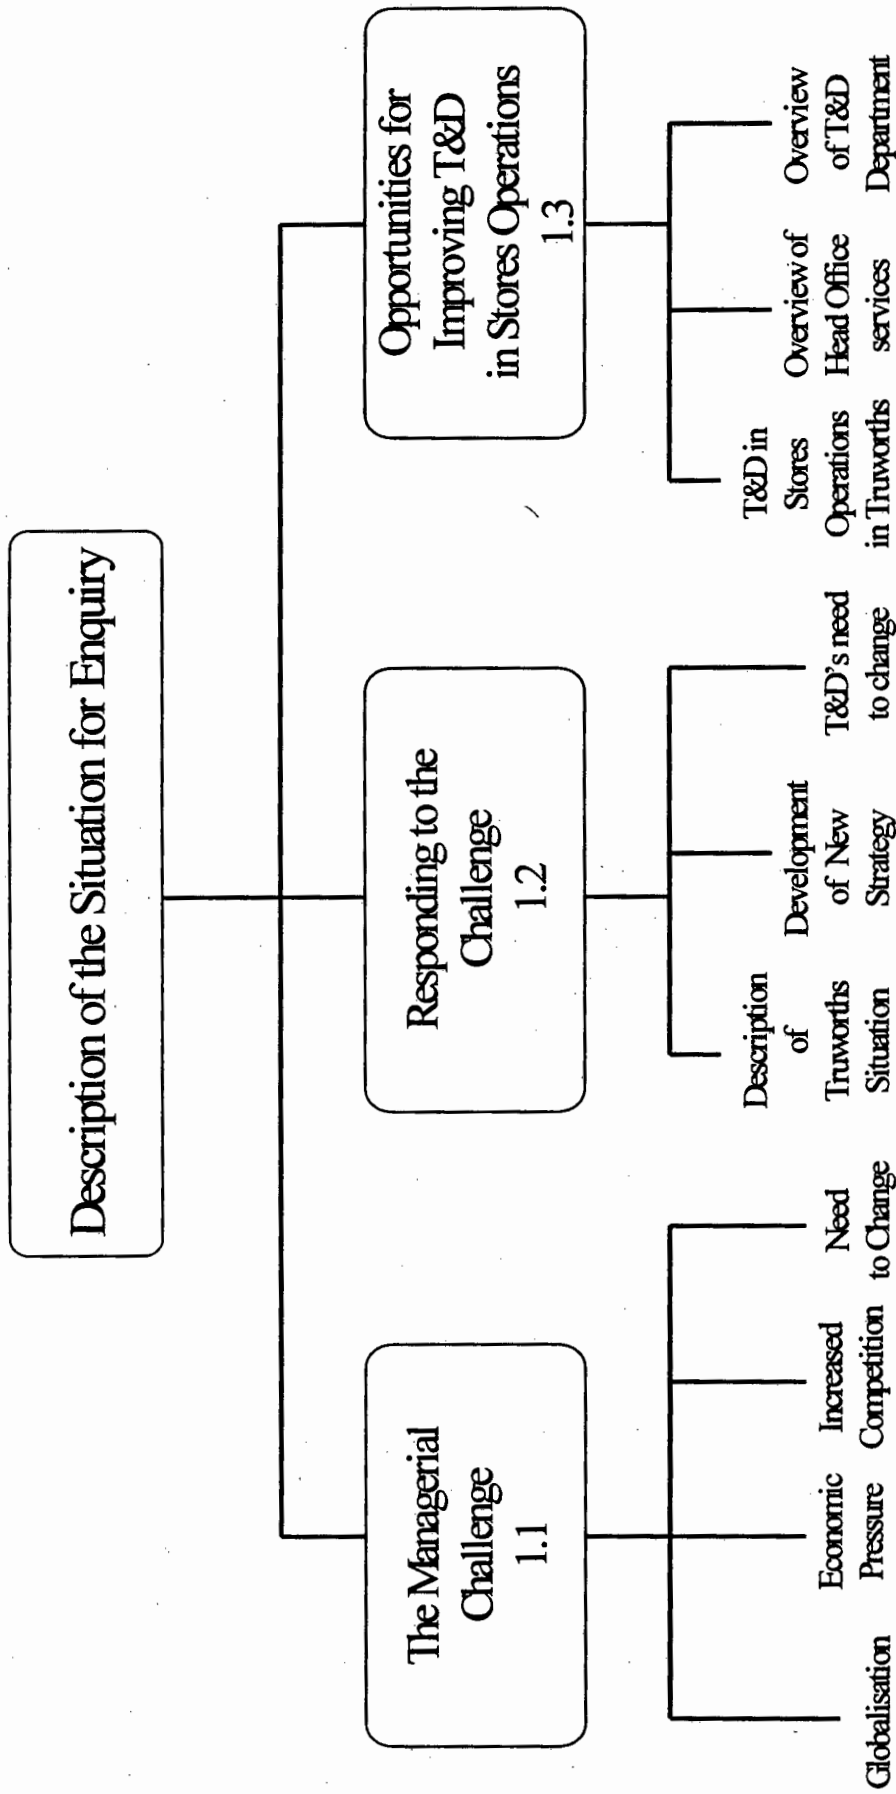 Description of the Situation for Enquiry
The Managerial
Challenge
1.1
Responding to the
Challenge
1.2
Opportunities for
Improving T&D
in Stores Operations
1.3
Globalisation
Economic
Pressure
Increased
Competition
Need
to Change
Description
of
Truworths
Situation
Development
of New
Strategy
T&D's need
to change
T&D in
Stores
Operations
in Truworths
Overview of
Head Office
services
Overview
of T&D
Department